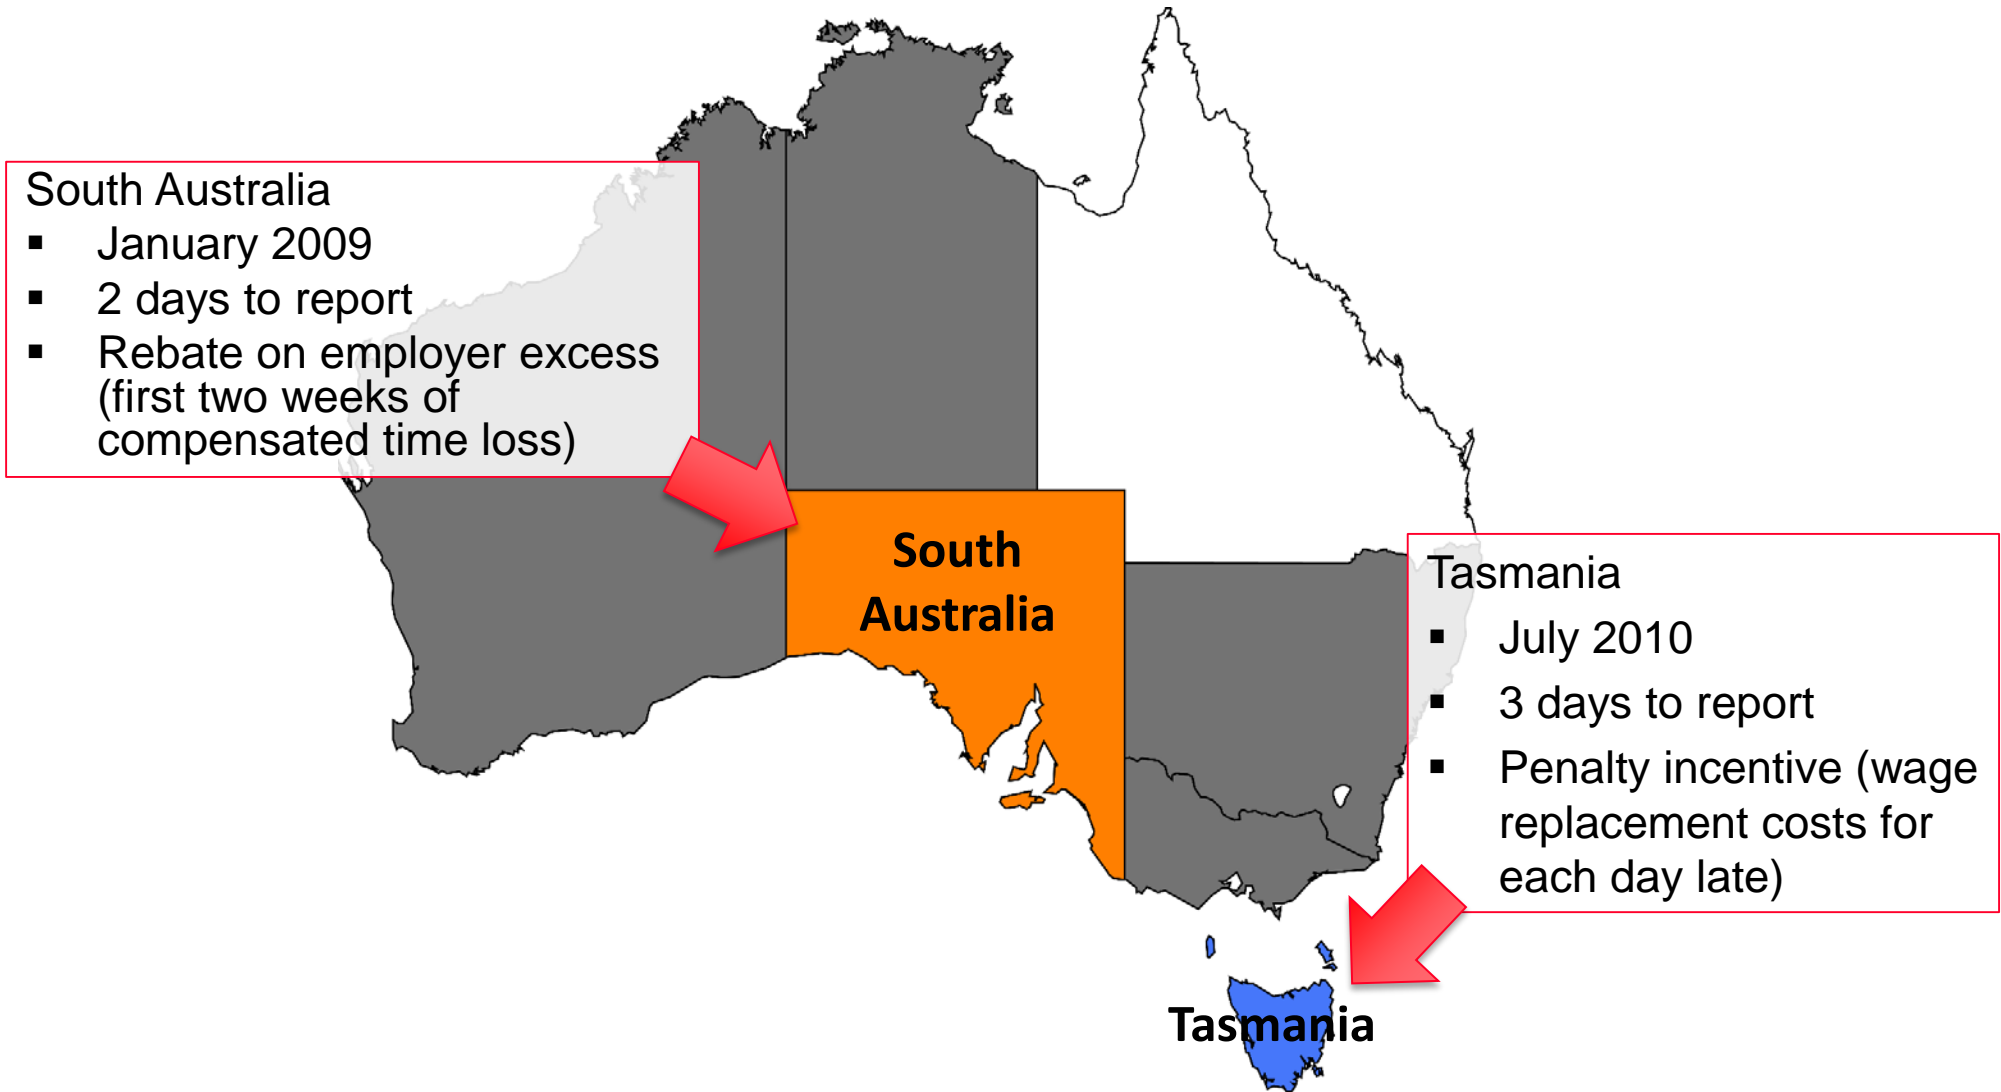 South Australia
▪ January 2009
▪ 2 days to report
▪ Rebate on employer excess
(first two weeks of
compensated time loss)
South
Australia
Tasmania
▪ July 2010
▪ 3 days to report
▪ Penalty incentive (wage
replacement costs for
each day late)
Tasmania